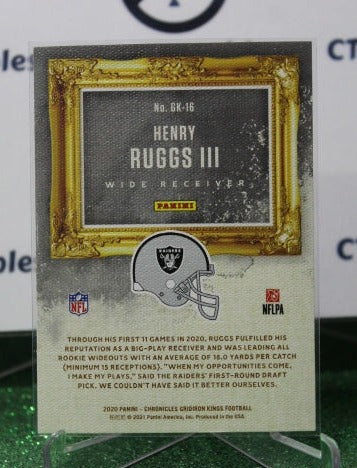 No. GK-16
HENRY
RUGGS III
WIDE RECEIVER
PANINI
RAIDERS
NFL
NFLPA
THROUGH HIS FIRST 11 GAMES IN 2020, RUGGS FULFILLED HIS
REPUTATION AS A BIG-PLAY RECEIVER AND WAS LEADING ALL
ROOKIE WIDEOUTS WITH AN AVERAGE OF 18.0 YARDS PER CATCH
(MINIMUM 15 RECEPTIONS). "WHEN MY OPPORTUNITIES COME,
I MAKE MY PLAYS," SAID THE RAIDERS' FIRST-ROUND DRAFT
PICK. WE COULDN'T HAVE SAID IT BETTER OURSELVES.
2020 PANINI - CHRONICLES GRIDIRON KINGS FOOTBALL
© 2021 Panini America, Inc. Produced in the USA.